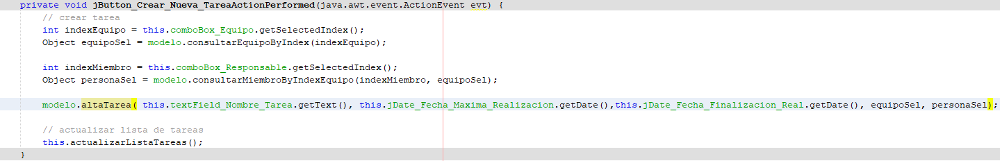 private void jButton_Crear_Nueva_TareaActionPerformed(java.awt.event.ActionEvent evt) {
// crear tarea
int indexEquipo = this.comboBox_Equipo.getSelectedIndex();
Object equipoSel = modelo.consultarEquipoByIndex(indexEquipo);
int indexMiembro = this.comboBox_Responsable.getSelectedIndex();
Object personaSel = modelo.consultarMiembroByIndexEquipo(indexMiembro, equipoSel);
modelo.altaTarea( this.textField_Nombre_Tarea.getText(), this.jDate_Fecha_Maxima_Realizacion.getDate(),this.jDate_Fecha_Finalizacion_Real.getDate(), equipoSel, personaSel);
// actualizar lista de tareas
this.actualizarListaTareas();
}